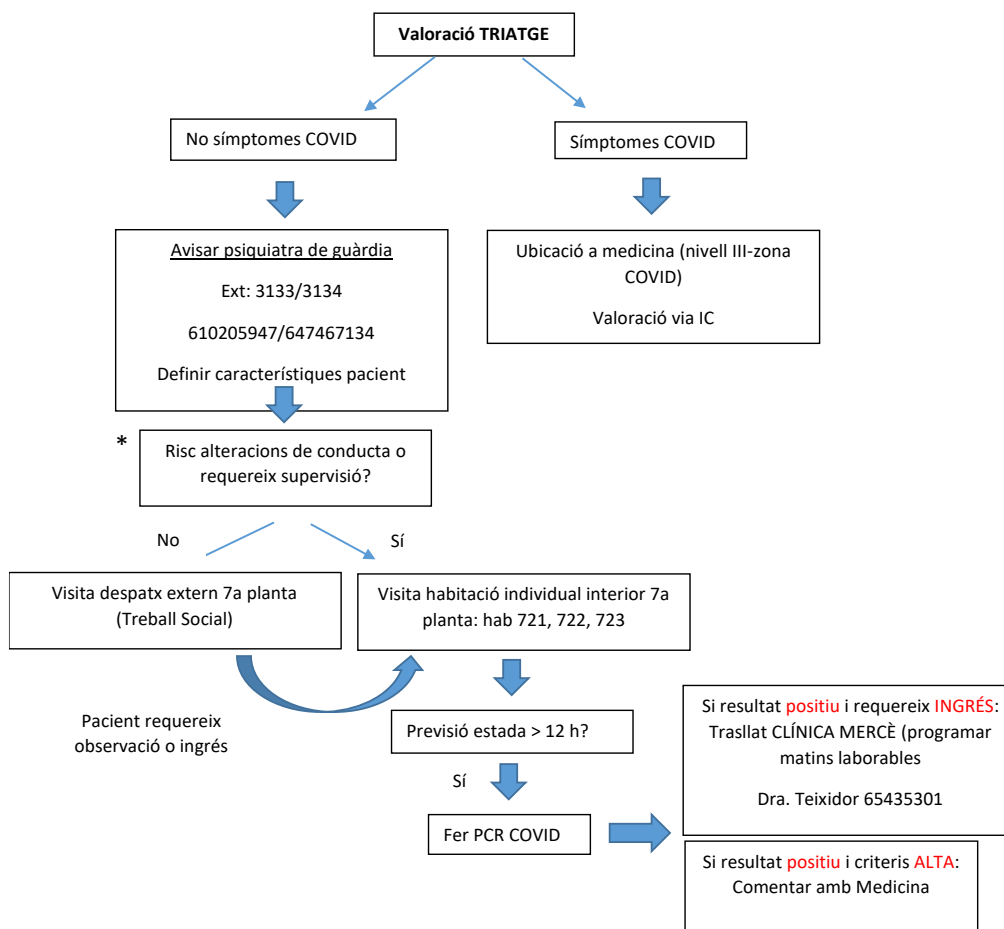 Valoració TRIATGE
No símptomes COVID
Símptomes COVID
Avisar psiquiatra de guàrdia
Ext: 3133/3134
610205947/647467134
Definir característiques pacient
Ubicació a medicina (nivell III-zona
COVID)
Valoració via IC
*
Risc alteracions de conducta o
requereix supervisió?
No
Sí
Visita despatx extern 7a planta
(Treball Social)
Visita habitació individual interior 7a
planta: hab 721, 722, 723
Pacient requereix
observació o ingrés
Previsió estada > 12 h?
Sí
Fer PCR COVID
Si resultat positiu i requereix INGRÉS:
Trasllat CLÍNICA MERCÈ (programar
matins laborables
Dra. Teixidor 65435301
Si resultat positiu i criteris ALTA:
Comentar amb Medicina